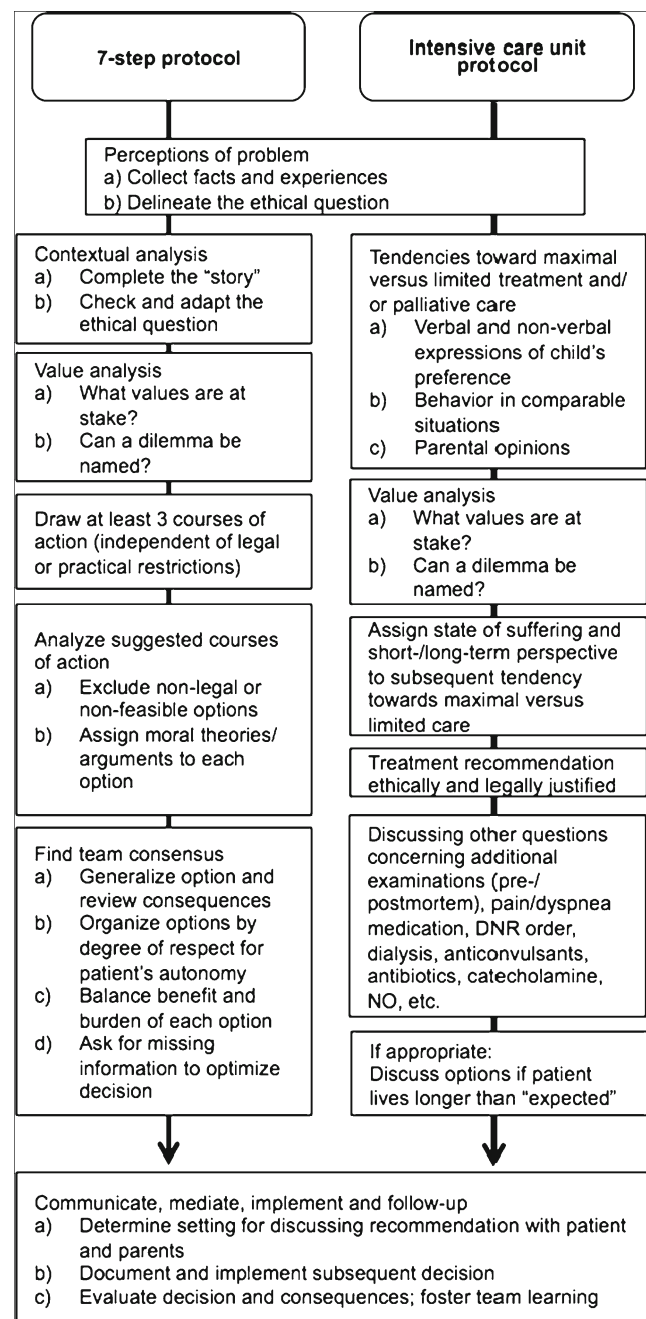 7-step protocol
Intensive care unit
protocol
Perceptions of problem
a) Collect facts and experiences
b) Delineate the ethical question
Contextual analysis
a) Complete the “story”
b) Check and adapt the
ethical question
Value analysis
a) What values are at
stake?
b) Can a dilemma be
named?
Draw at least 3 courses of
action (independent of legal
or practical restrictions)
Analyze suggested courses
of action
a) Exclude non-legal or
non-feasible options
b) Assign moral theories/
arguments to each
option
Find team consensus
a) Generalize option and
review consequences
b) Organize options by
degree of respect for
patient’s autonomy
c) Balance benefit and
burden of each option
d) Ask for missing
information to optimize
decision
Tendencies toward maximal
versus limited treatment and/
or palliative care
a) Verbal and non-verbal
expressions of child’s
preference
b) Behavior in comparable
situations
c) Parental opinions
Value analysis
a) What values are at
stake?
b) Can a dilemma be
named?
Assign state of suffering and
short-/long-term perspective
to subsequent tendency
towards maximal versus
limited care
Treatment recommendation
ethically and legally justified
Discussing other questions
concerning additional
examinations (pre-/
postmortem), pain/dyspnea
medication, DNR order,
dialysis, anticonvulsants,
antibiotics, catecholamine,
NO, etc.
If appropriate:
Discuss options if patient
lives longer than “expected”
Communicate, mediate, implement and follow-up
a) Determine setting for discussing recommendation with patient
and parents
b) Document and implement subsequent decision
c) Evaluate decision and consequences; foster team learning